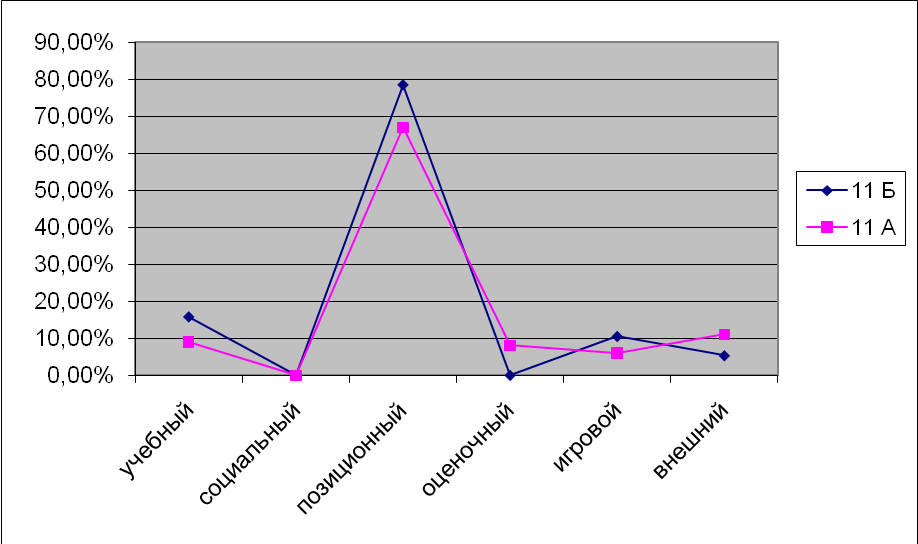 90,00%
80,00%
70,00%
60,00%
50,00%
40,00%
30,00%
20,00%
10,00%
0,00%
учебный
социальный
позиционный
оценочный
игровой
внешний
11 Б
11 А